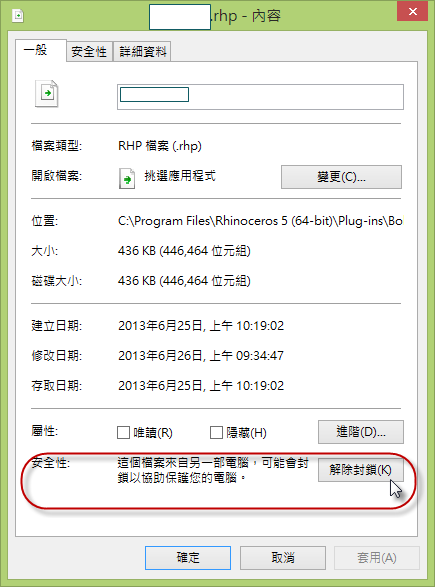 .rhp - 內容
一般 安全性 詳細資料
檔案類型: RHP 檔案 (.rhp)
開啟檔案: 挑選應用程式 變更(C)...
位置: C:\Program Files\Rhinoceros 5 (64-bit)\Plug-ins\Bo
大小: 436 KB (446,464 位元組)
磁碟大小: 436 KB (446,464 位元組)
建立日期: 2013年6月25日, 上午 10:19:02
修改日期: 2013年6月26日, 上午 09:34:47
存取日期: 2013年6月25日, 上午 10:19:02
屬性: 唯讀(R) 隱藏(H) 進階(D)...
安全性: 這個檔案來自另一部電腦，可能會封 解除封鎖(K)
鎖以協助保護您的電腦。
確定 取消 套用(A)